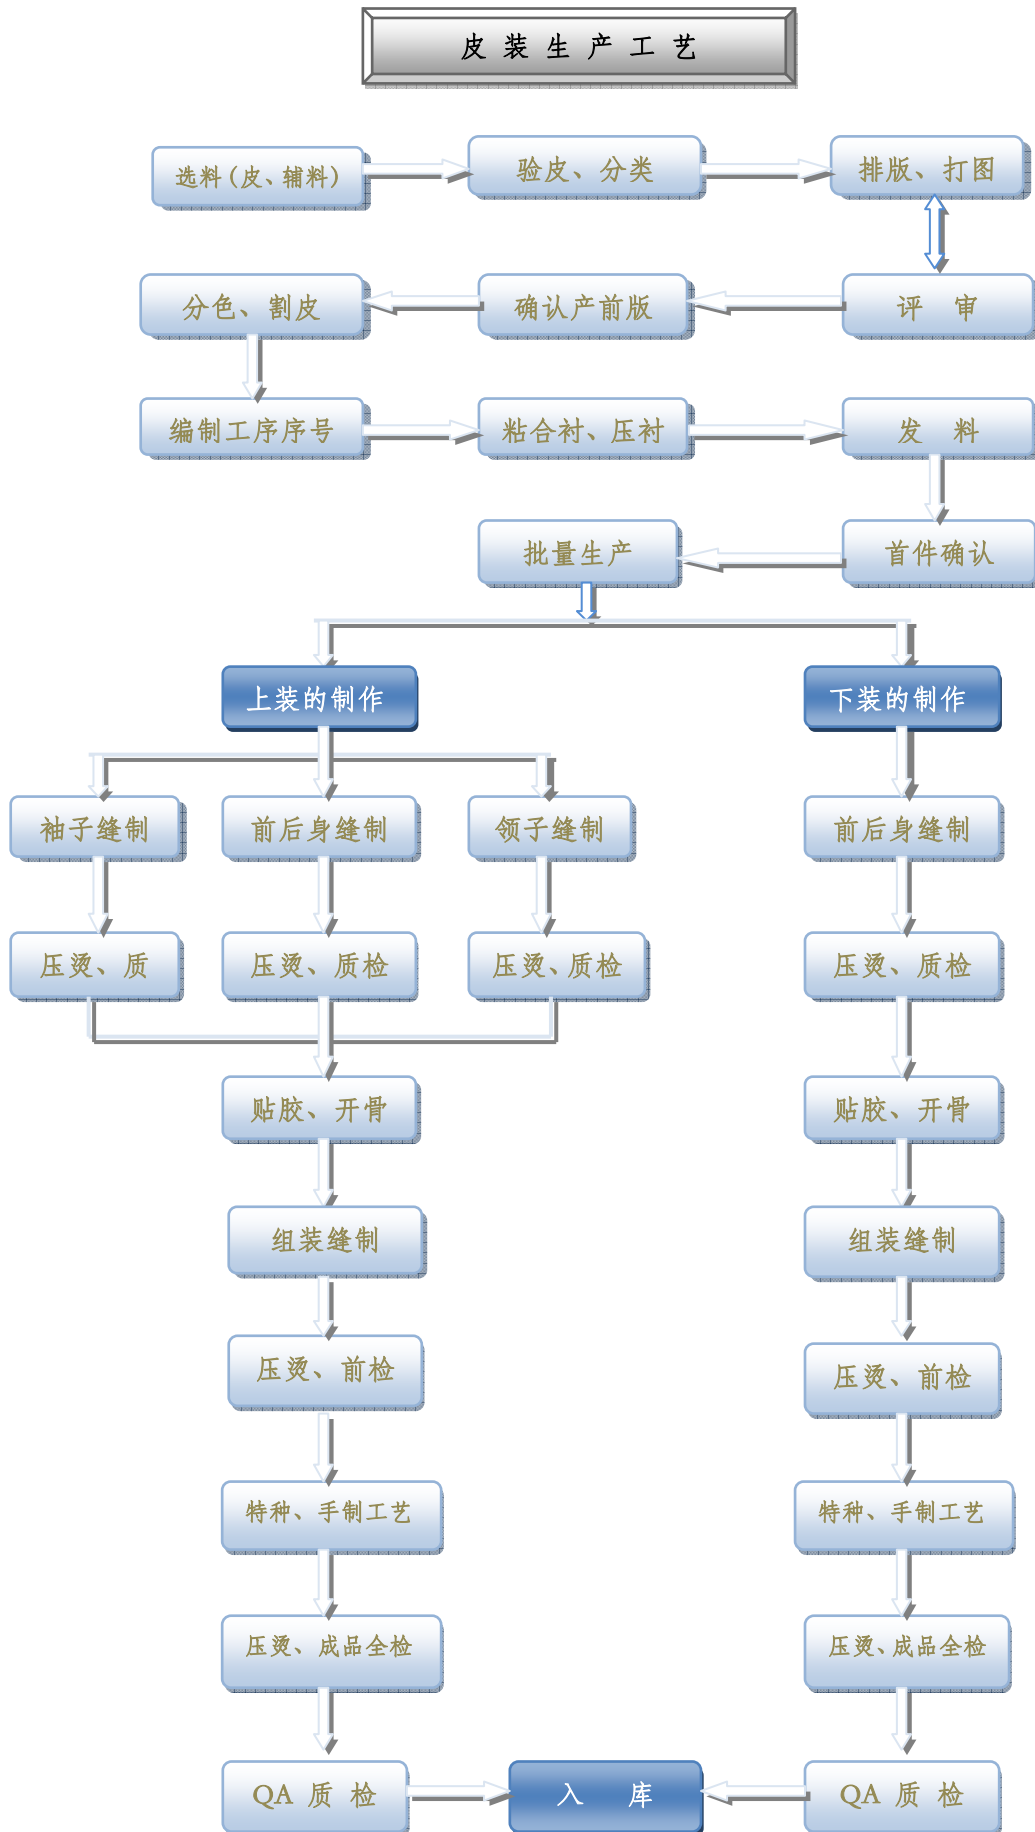 皮 装 生 产 工 艺
选料（皮、辅料）
验皮、分类
排版、打图
分色、割皮
确认产前版
评 审
编制工序序号
粘合衬、压衬
发 料
批量生产
首件确认
上装的制作
下装的制作
袖子缝制
前后身缝制
领子缝制
前后身缝制
压烫、质
压烫、质检
压烫、质检
压烫、质检
贴胶、开骨
贴胶、开骨
组装缝制
组装缝制
压烫、前检
压烫、前检
特种、手制工艺
特种、手制工艺
压烫、成品全检
压烫、成品全检
QA 质 检
入 库
QA 质 检